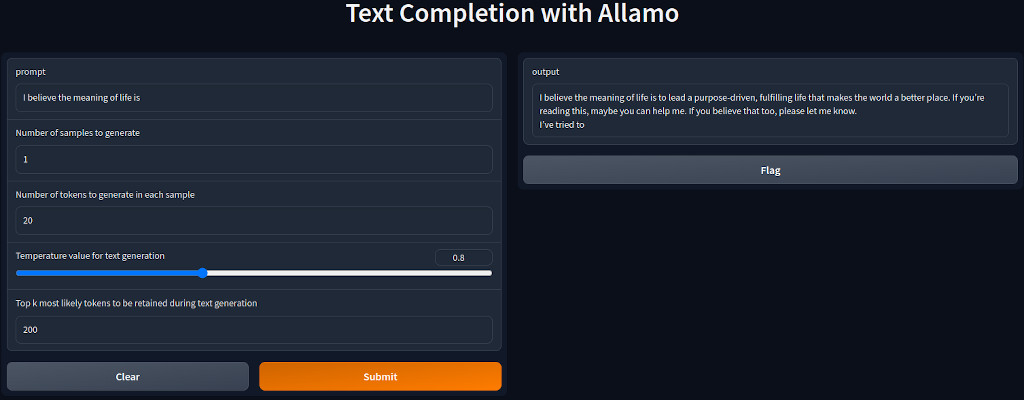 Text Completion with Allamo
prompt
I believe the meaning of life is
Number of samples to generate
1
Number of tokens to generate in each sample
20
Temperature value for text generation
0.8
Top k most likely tokens to be retained during text generation
200
Clear
Submit
output
I believe the meaning of life is to lead a purpose-driven, fulfilling life that makes the world a better place. If you're
reading this, maybe you can help me. If you believe that too, please let me know.
I've tried to
Flag